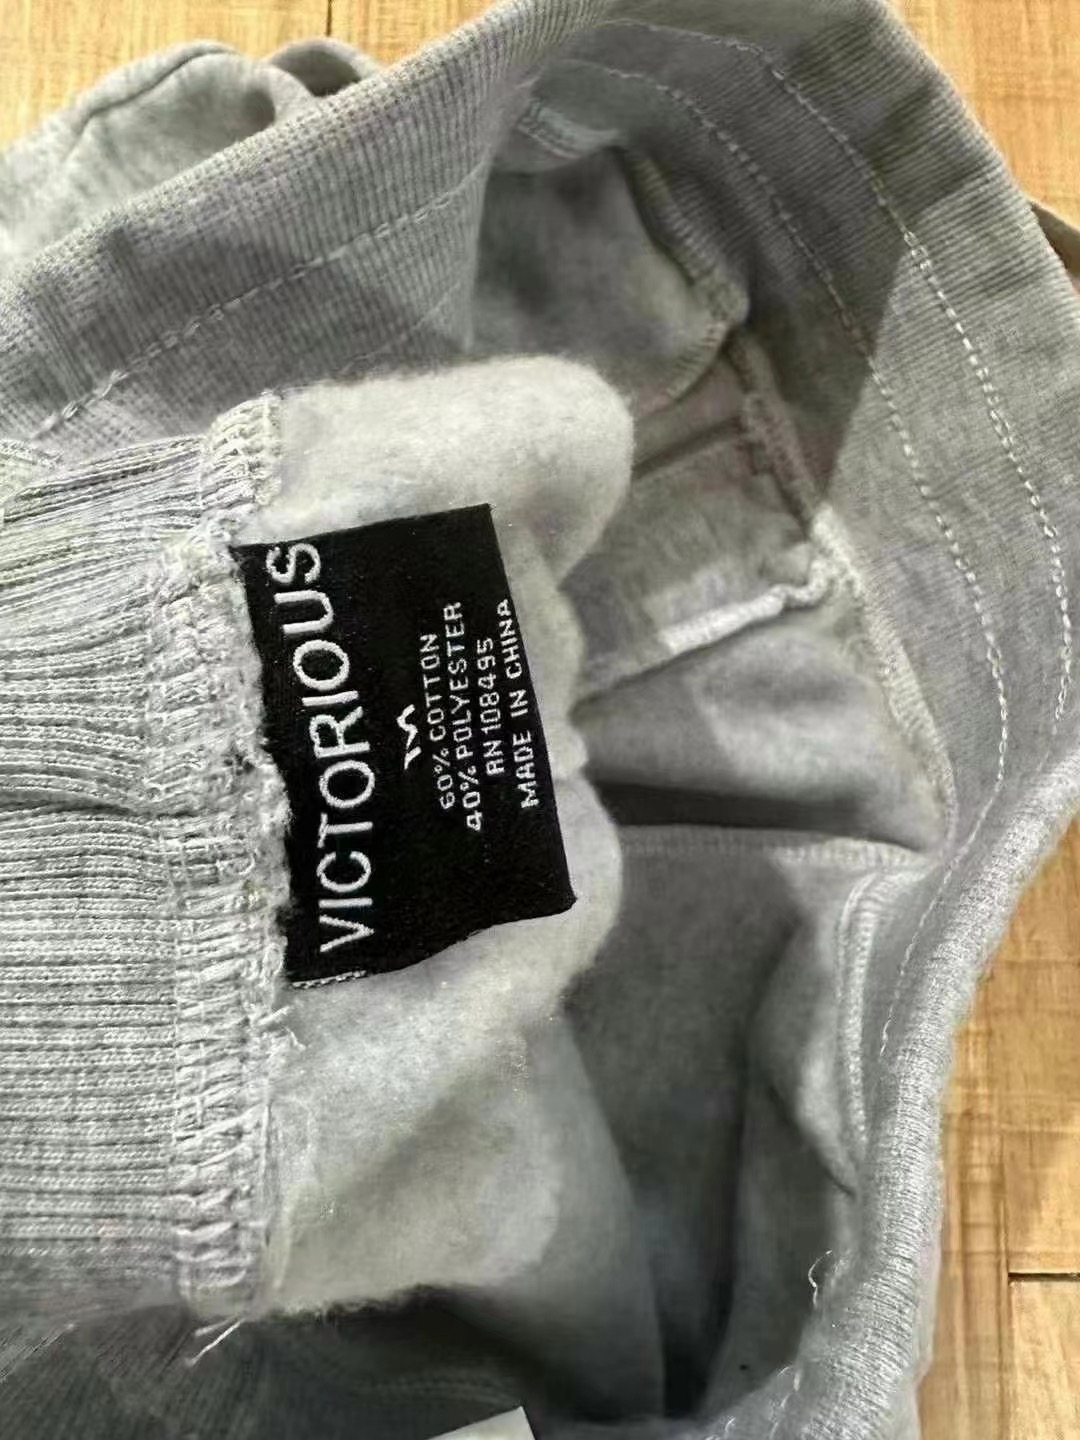 VICTORIOUS
M
60% COTTON
40% POLYESTER
RN 108495
MADE IN CHINA